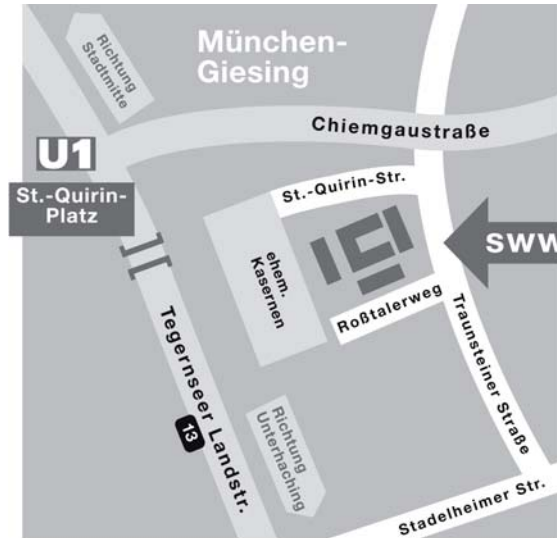 Richtung
Stadtmitte
München-
Giesing
Chiemgaustraße
U1
St.-Quirin-
Platz
St.-Quirin-Str.
SWW
ehem.
Kasernen
Roßtalerweg
Traunsteiner Straße
Tegernseer Landstr.
13
Richtung
Unterhaching
Stadelheimer Str.